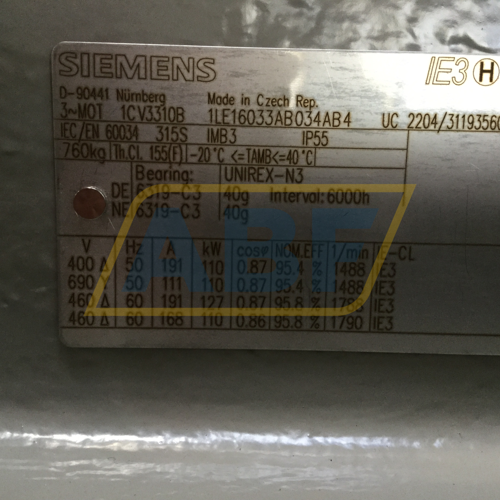 SIEMENS IE3 H
D-90441 Nürnberg Made in Czech Rep.
3~MOT 1CV3310B 1LE16033AB034AB4 UC 2204/3119356
IEC/EN 60034 315S IMB3 IP55
760kg Th.Cl. 155(F) -20°C <=TAMB<=40°C
Bearing: UNIREX-N3
DE 6319-C3 40g Interval: 6000h
NE 6319-C3 40g
V Hz A kW cosφ NOM.EFF 1/min IE-CL
400 Δ 50 191 110 0.87 95.4 % 1488 IE3
690 50 111 110 0.87 95.4 % 1488 IE3
460 Δ 60 191 127 0.87 95.8 % IE3
460 Δ 60 168 110 0.86 95.8 % 1790 IE3